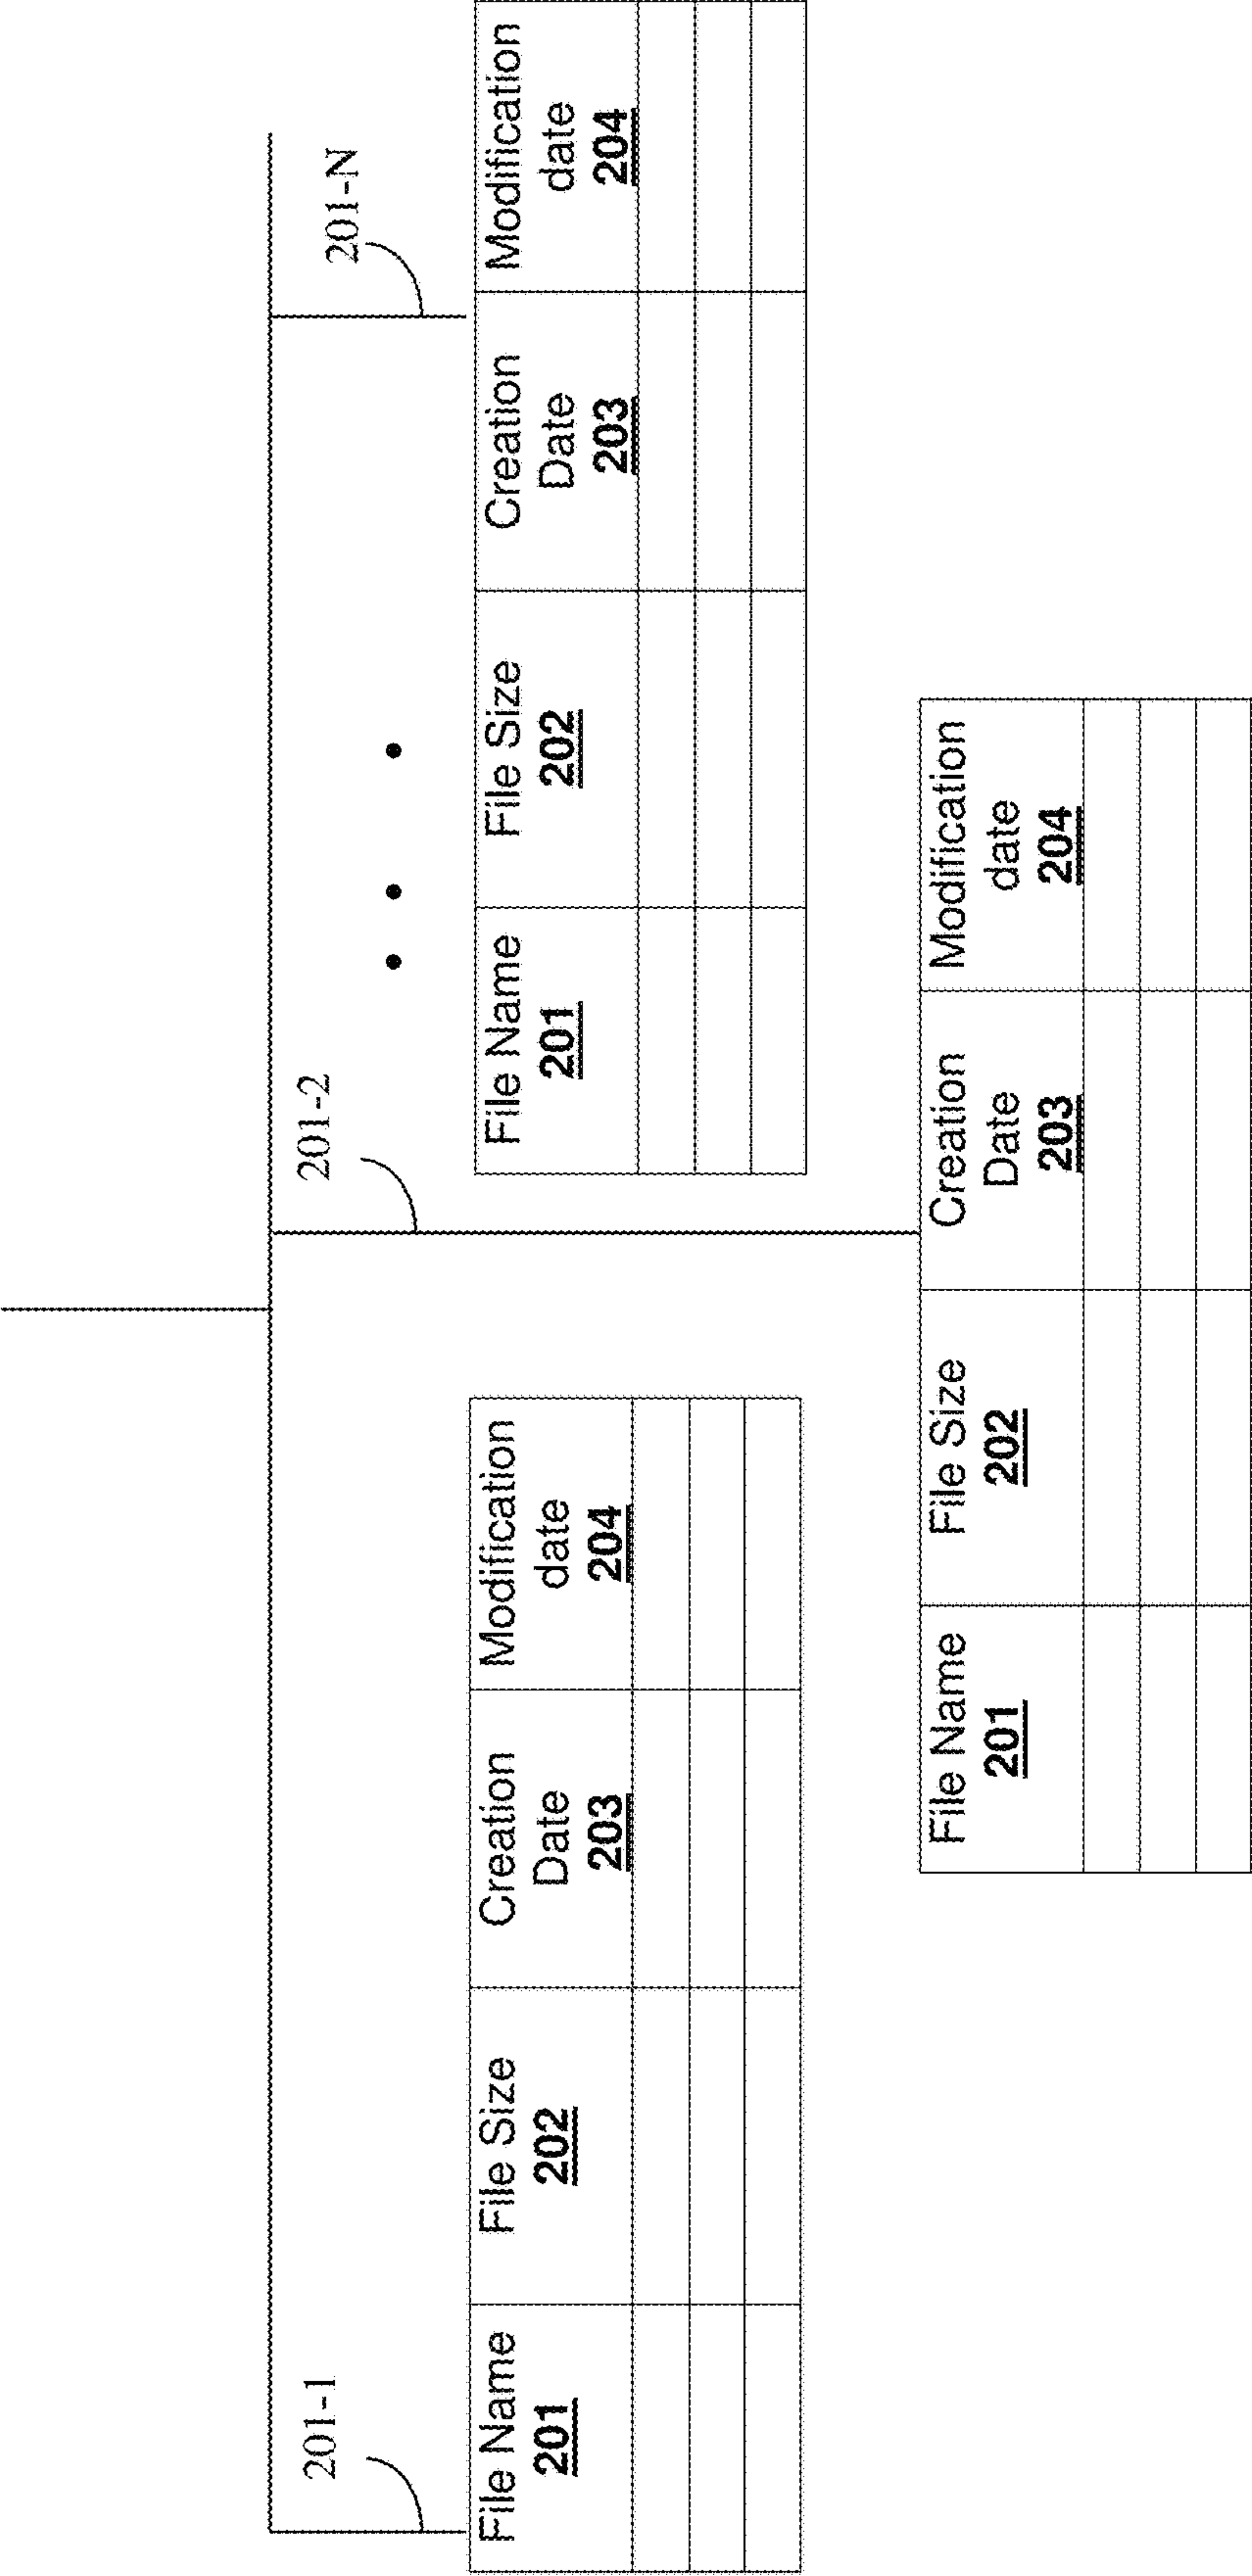 201-1
201-2
201-N
File Name
201
File Size
202
Creation
Date
203
Modification
date
204
File Name
201
File Size
202
Creation
Date
203
Modification
date
204
File Name
201
File Size
202
Creation
Date
203
Modification
date
204